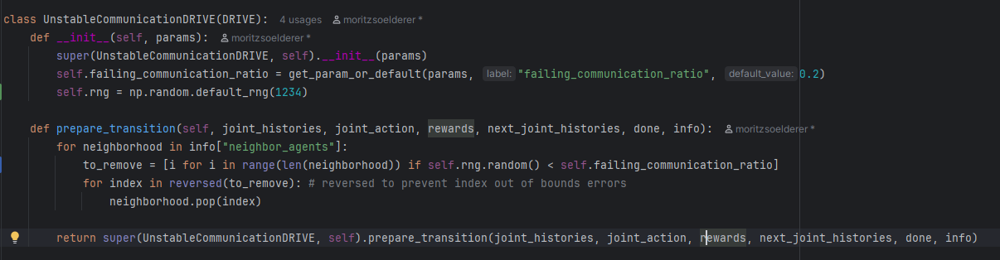 class UnstableCommunicationDRIVE(DRIVE): 4 usages moritzsoelderer *
def __init__(self, params): moritzsoelderer *
super(UnstableCommunicationDRIVE, self).__init__(params)
self.failing_communication_ratio = get_param_or_default(params, label: "failing_communication_ratio", default_value: 0.2)
self.rng = np.random.default_rng(1234)
def prepare_transition(self, joint_histories, joint_action, rewards, next_joint_histories, done, info): moritzsoelderer *
for neighborhood in info["neighbor_agents"]:
to_remove = [i for i in range(len(neighborhood)) if self.rng.random() < self.failing_communication_ratio]
for index in reversed(to_remove): # reversed to prevent index out of bounds errors
neighborhood.pop(index)
return super(UnstableCommunicationDRIVE, self).prepare_transition(joint_histories, joint_action, rewards, next_joint_histories, done, info)